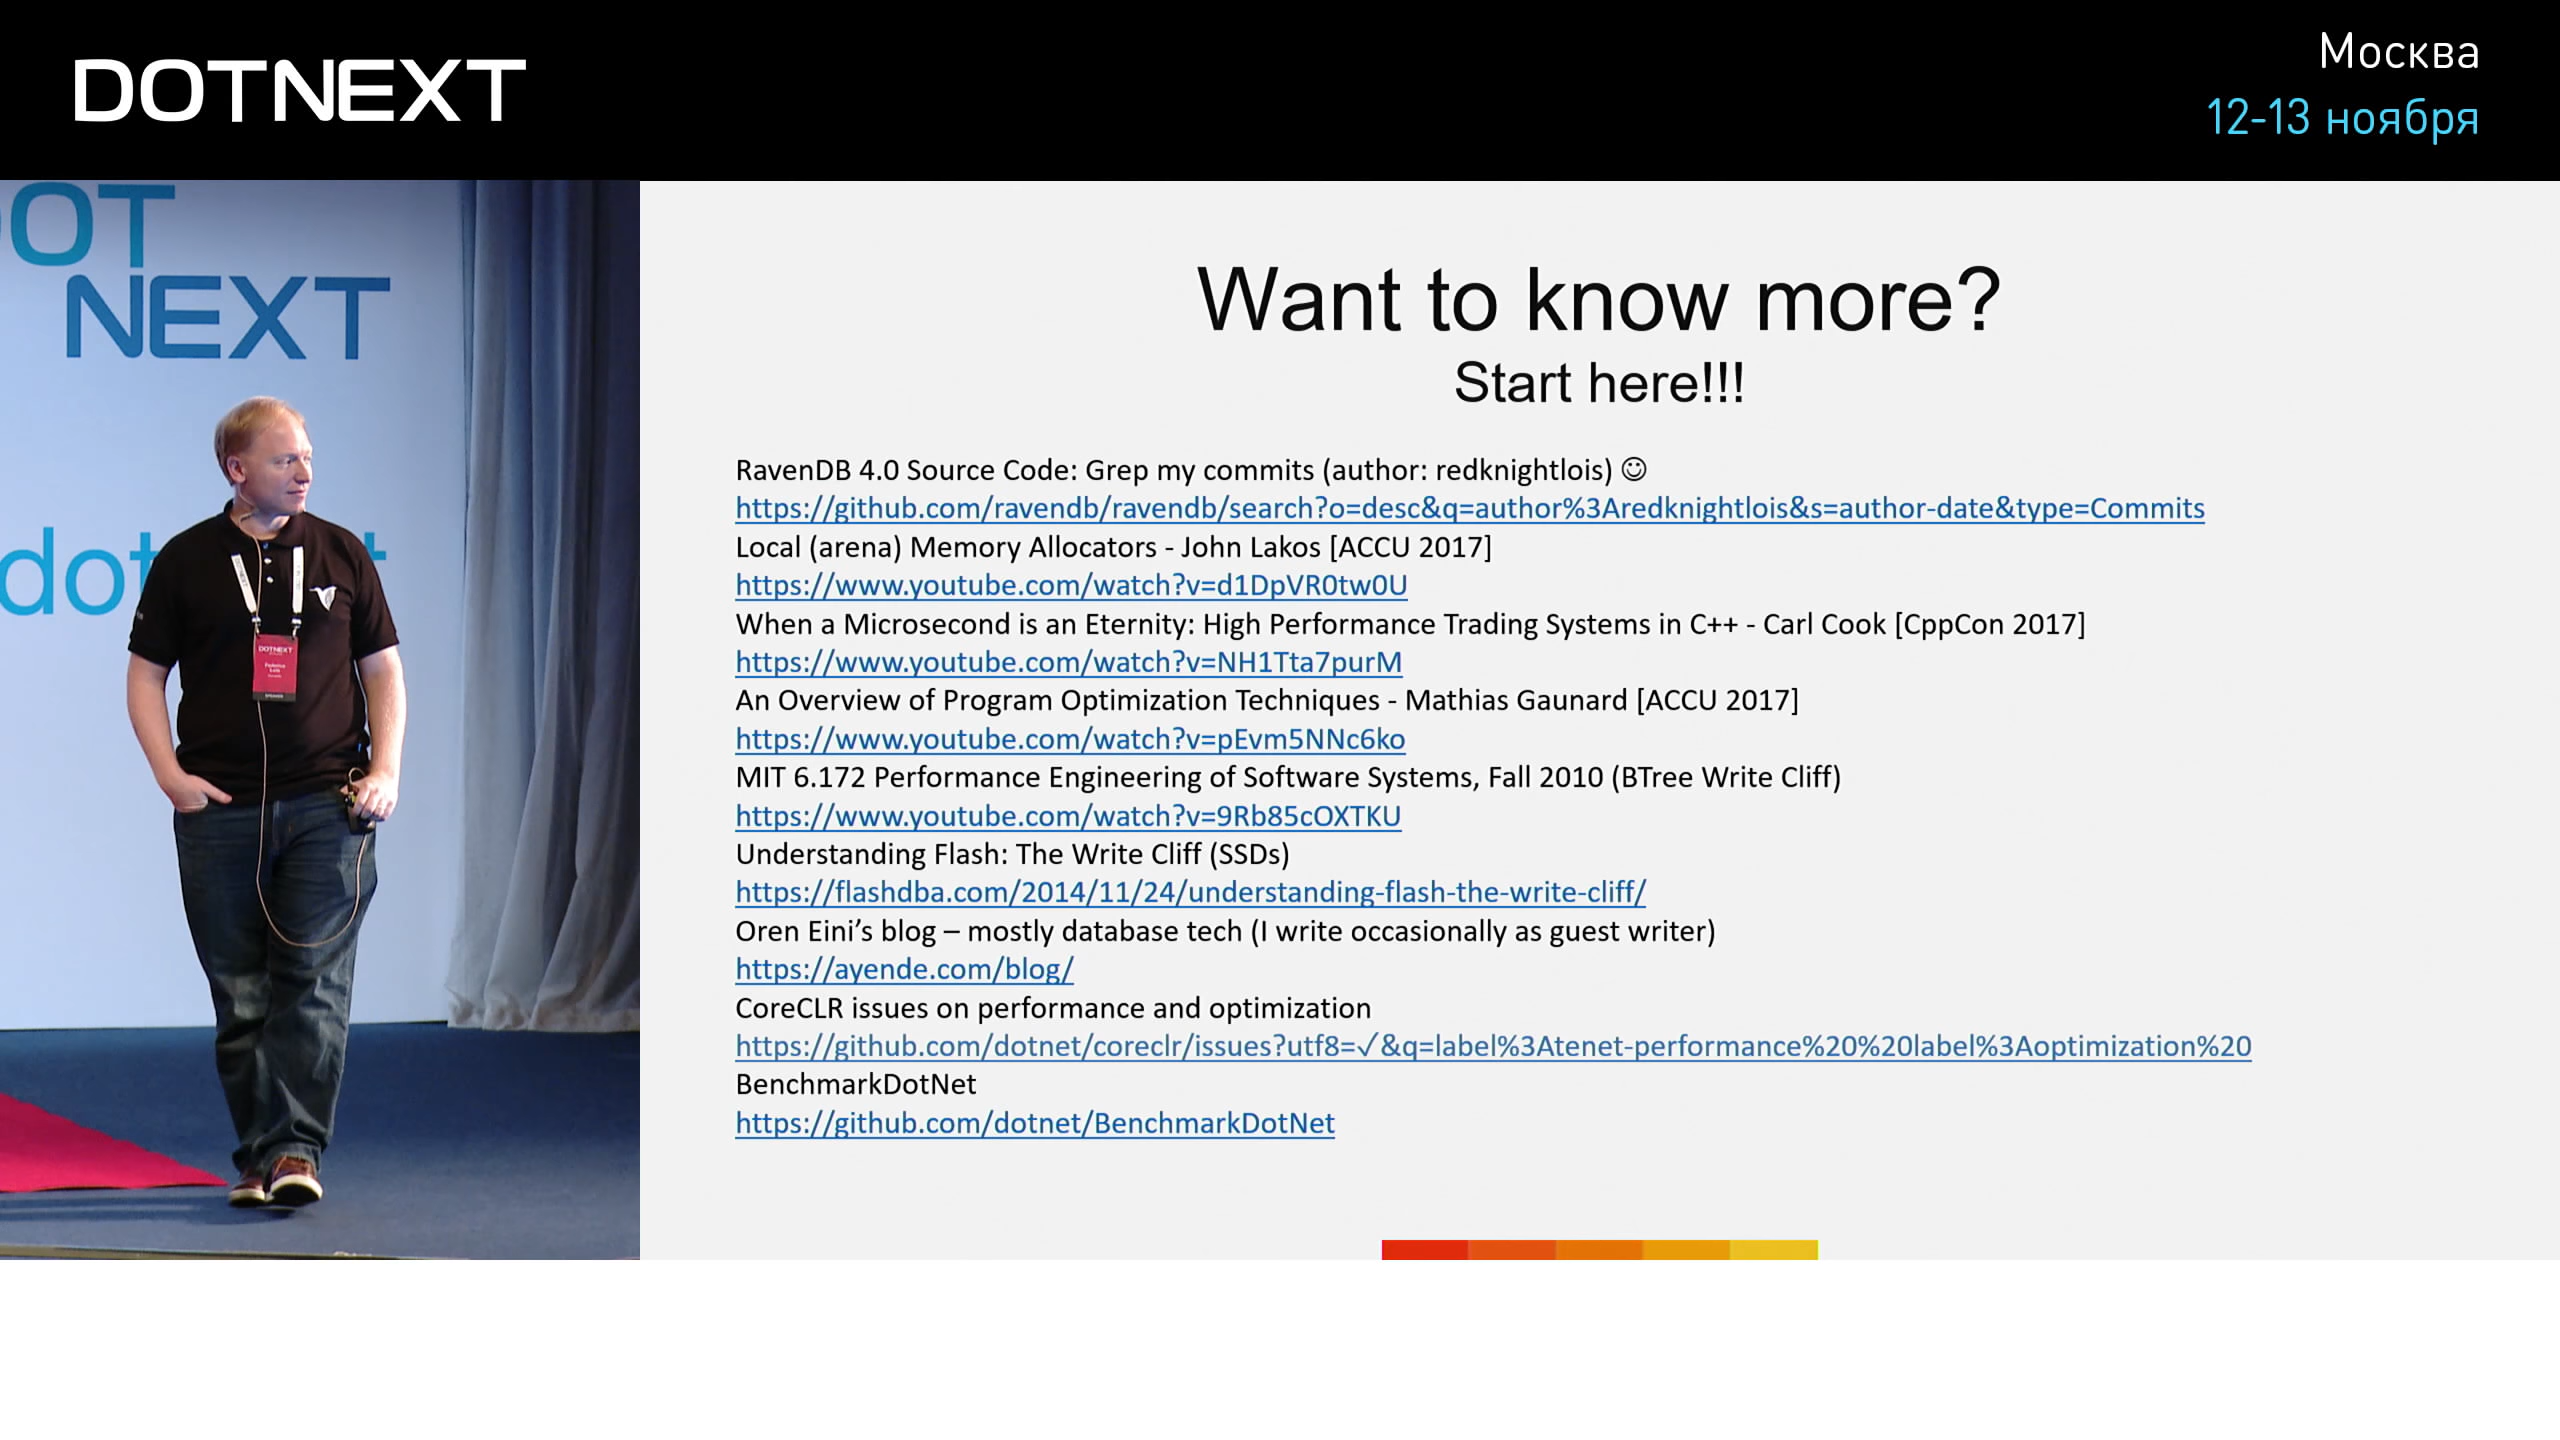 DOTNEXT
Москва
12-13 ноября
OT
NEXT
dot
t
DOTNEXT
Federico
Lois
SPEAKER
Want to know more?
Start here!!!
RavenDB 4.0 Source Code: Grep my commits (author: redknightlois) ☺
https://github.com/ravendb/ravendb/search?o=desc&q=author%3Aredknightlois&s=author-date&type=Commits
Local (arena) Memory Allocators - John Lakos [ACCU 2017]
https://www.youtube.com/watch?v=d1DpVR0tw0U
When a Microsecond is an Eternity: High Performance Trading Systems in C++ - Carl Cook [CppCon 2017]
https://www.youtube.com/watch?v=NH1Tta7purM
An Overview of Program Optimization Techniques - Mathias Gaunard [ACCU 2017]
https://www.youtube.com/watch?v=pEvm5NNc6ko
MIT 6.172 Performance Engineering of Software Systems, Fall 2010 (BTree Write Cliff)
https://www.youtube.com/watch?v=9Rb85cOXTKU
Understanding Flash: The Write Cliff (SSDs)
https://flashdba.com/2014/11/24/understanding-flash-the-write-cliff/
Oren Eini’s blog – mostly database tech (I write occasionally as guest writer)
https://ayende.com/blog/
CoreCLR issues on performance and optimization
https://github.com/dotnet/coreclr/issues?utf8=✓&q=label%3Atenet-performance%20%20label%3Aoptimization%20
BenchmarkDotNet
https://github.com/dotnet/BenchmarkDotNet